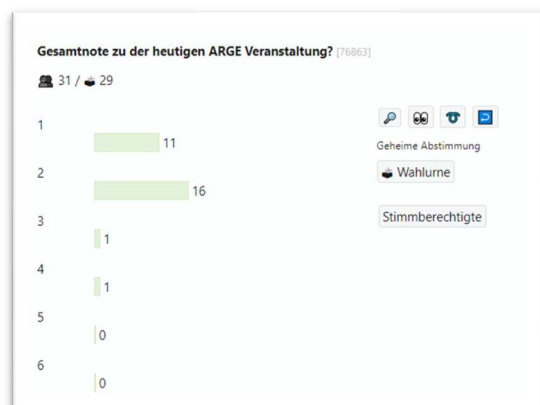 Gesamtnote zu der heutigen ARGE Veranstaltung? [76863]
31 / 29
1
11
Geheime Abstimmung
2
Wahlurne
16
3
Stimmberechtigte
1
4
1
5
0
6
0